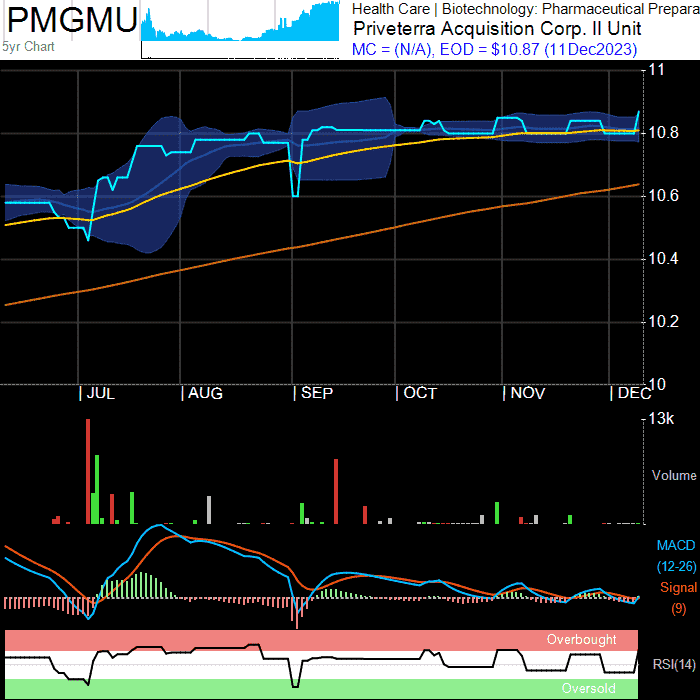 PMGMU
5yr Chart
Health Care | Biotechnology: Pharmaceutical Prepara
Priveterra Acquisition Corp. II Unit
MC = (N/A), EOD = $10.87 (11Dec2023)
11
10.8
10.6
10.4
10.2
10
| JUL | AUG | SEP | OCT | NOV | DEC
13k
Volume
MACD
(12-26)
Signal
(9)
Overbought
RSI(14)
Oversold